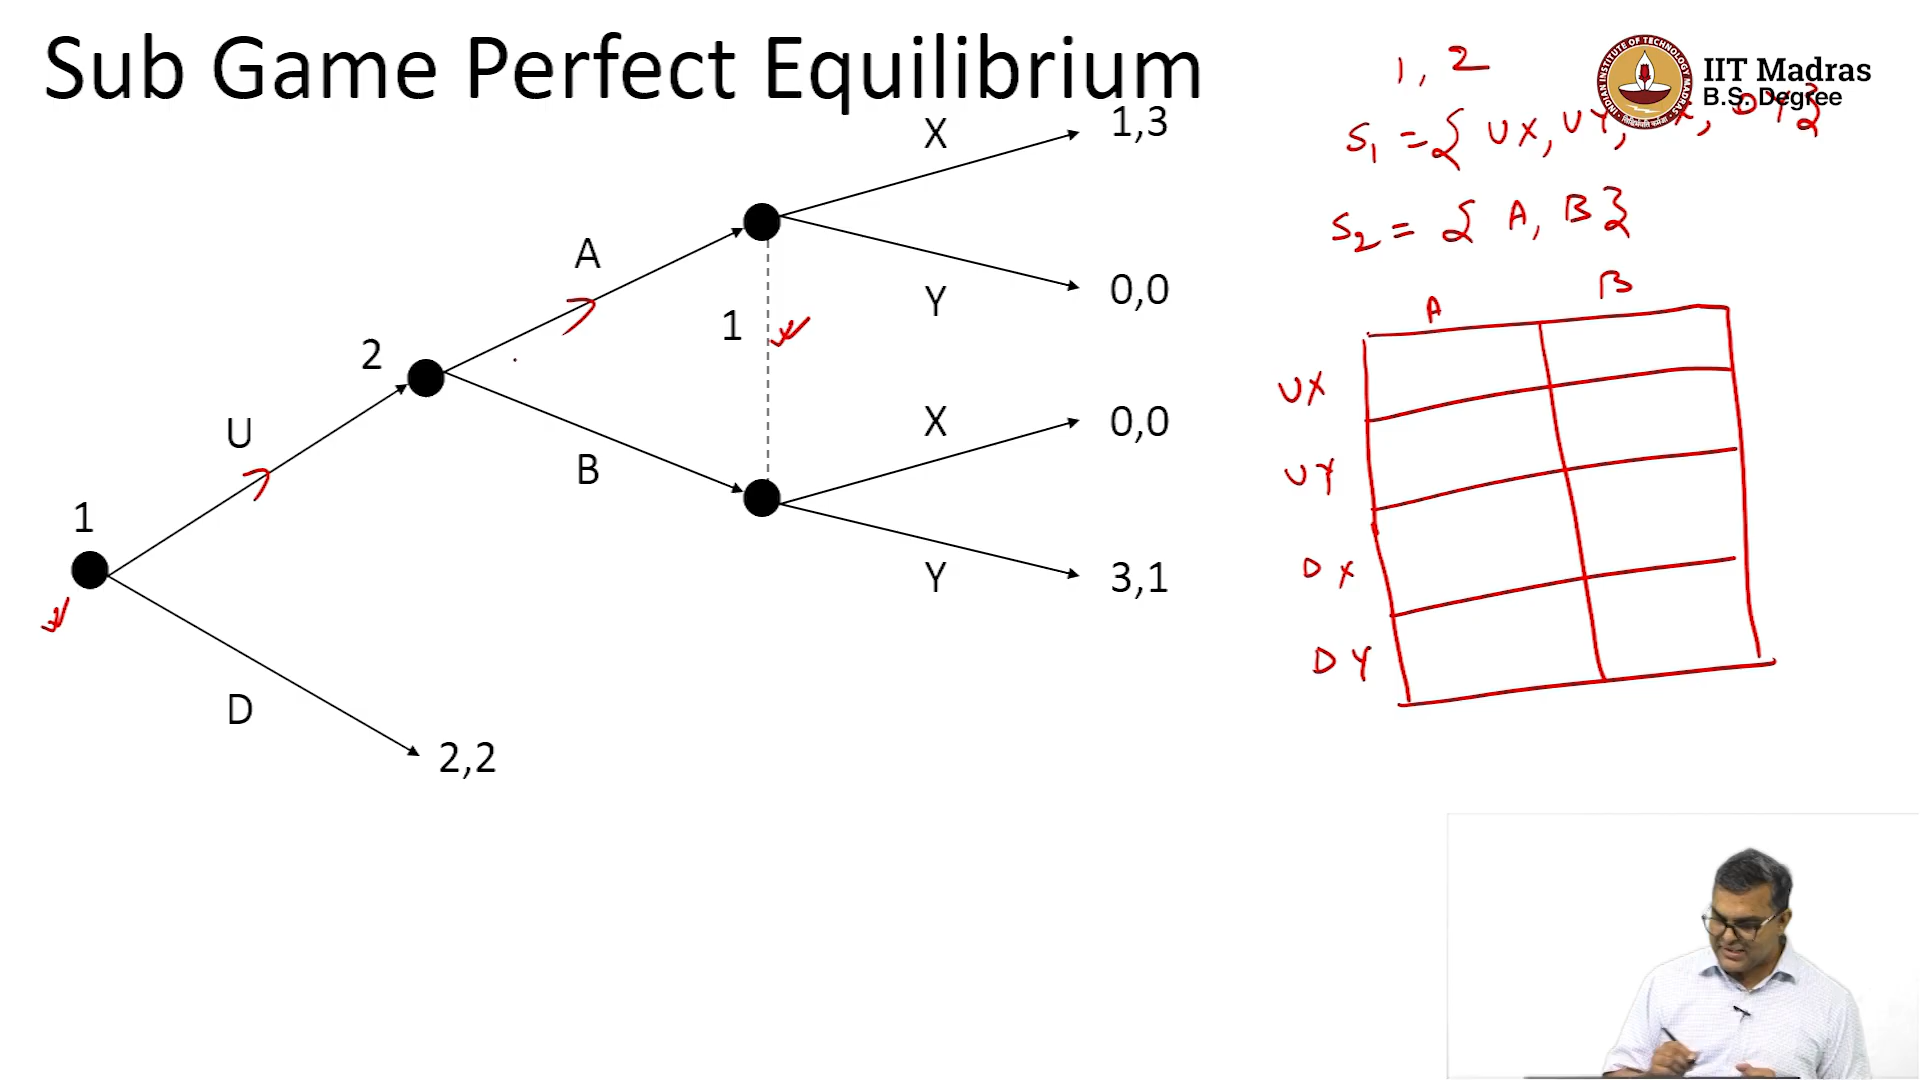 Sub Game Perfect Equilibrium
IIT Madras
B.S. Degree
1, 2
S1 = { UX, UY, X, DY }
S2 = { A, B }
X
1,3
A
Y
0,0
2
1
U
B
X
0,0
1
Y
3,1
D
2,2
A B
UX
UY
DX
DY